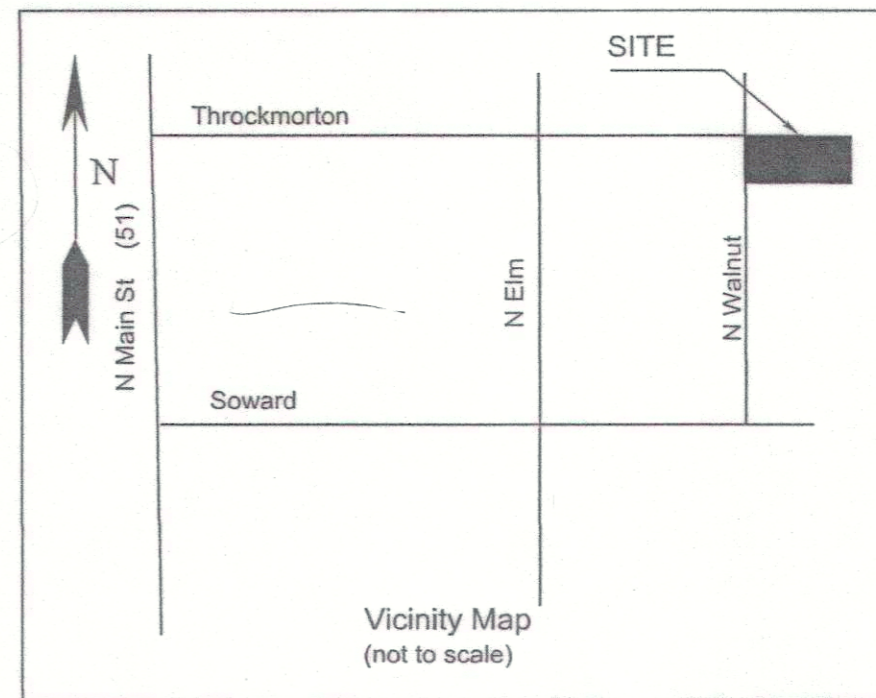 SITE
Throckmorton
N
N Main St (51)
N Elm
N Walnut
Soward
Vicinity Map
(not to scale)